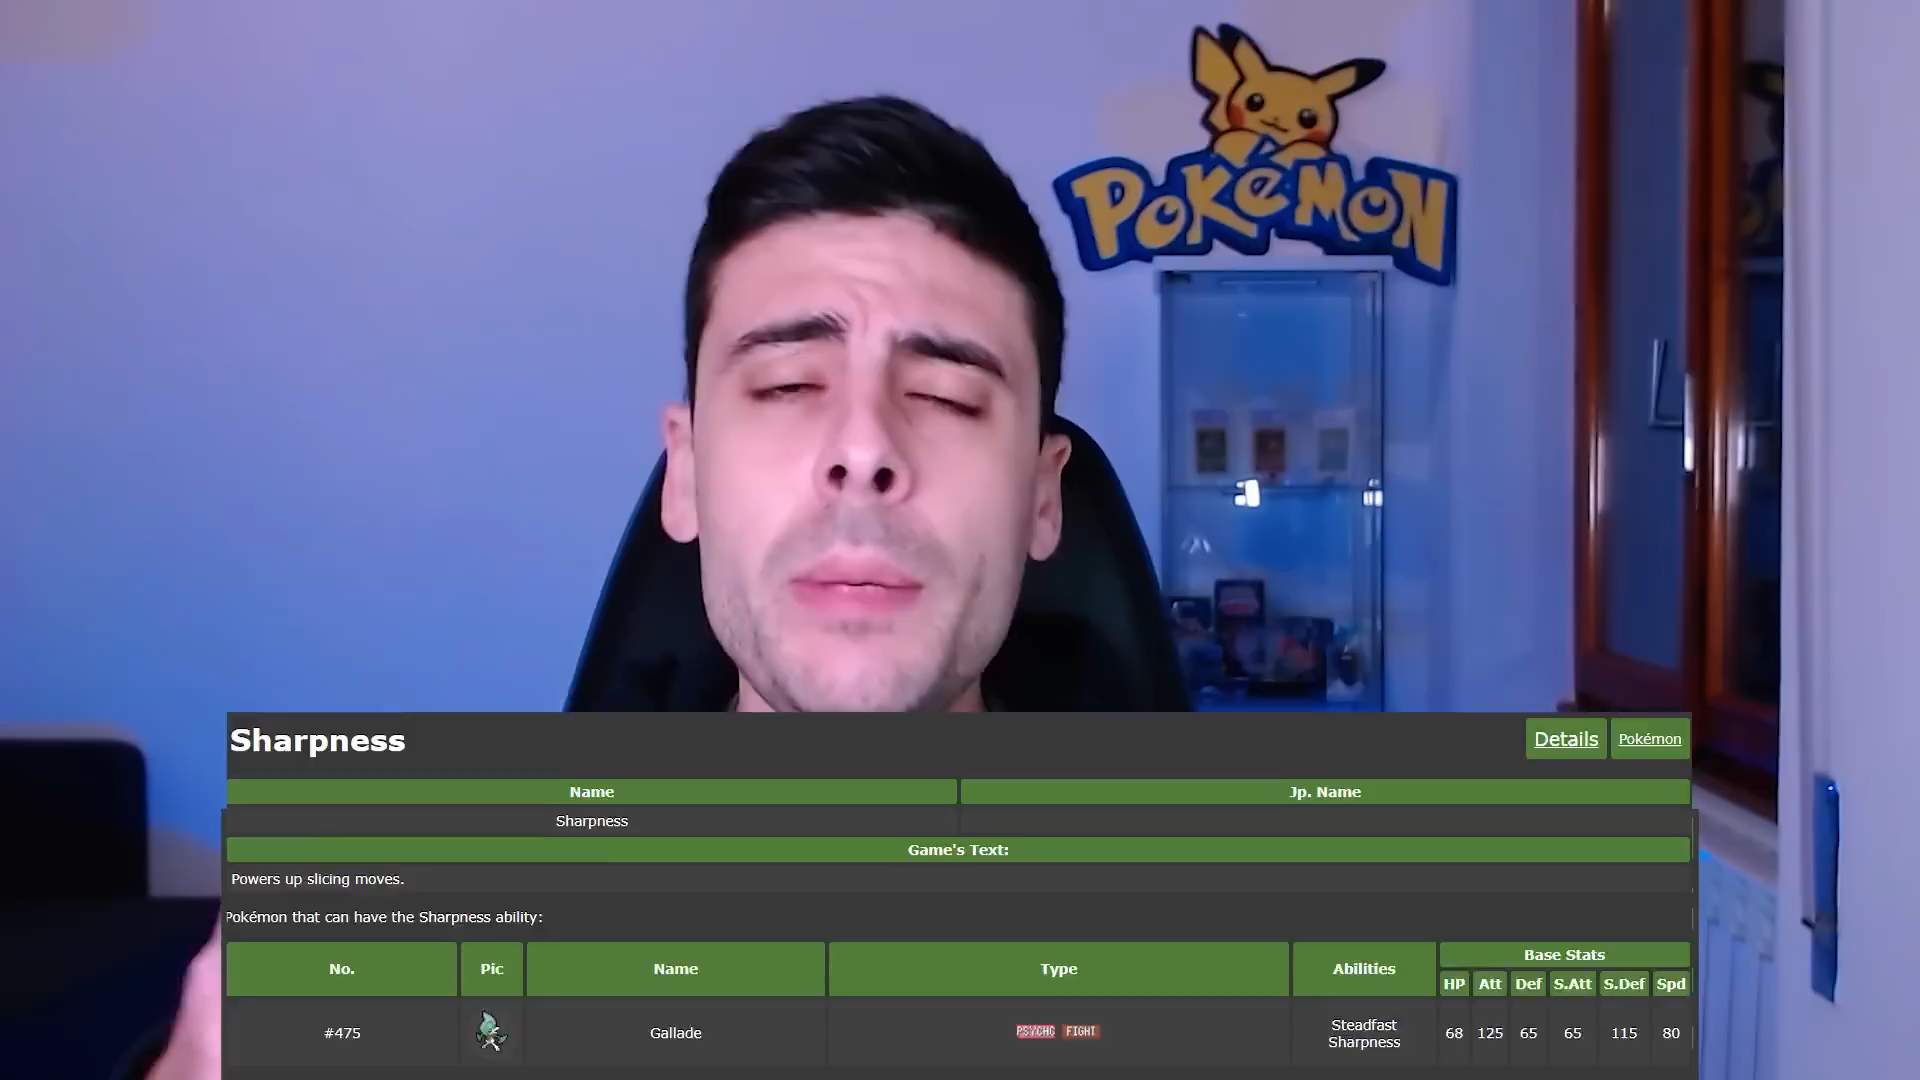 POKéMON
Sharpness
Details
Pokémon
Name
Jp. Name
Sharpness
Game's Text:
Powers up slicing moves.
Pokémon that can have the Sharpness ability:
No.
Pic
Name
Type
Abilities
Base Stats
HP
Att
Def
S.Att
S.Def
Spd
#475
Gallade
PSYCHC
FIGHT
Steadfast
Sharpness
68
125
65
65
115
80